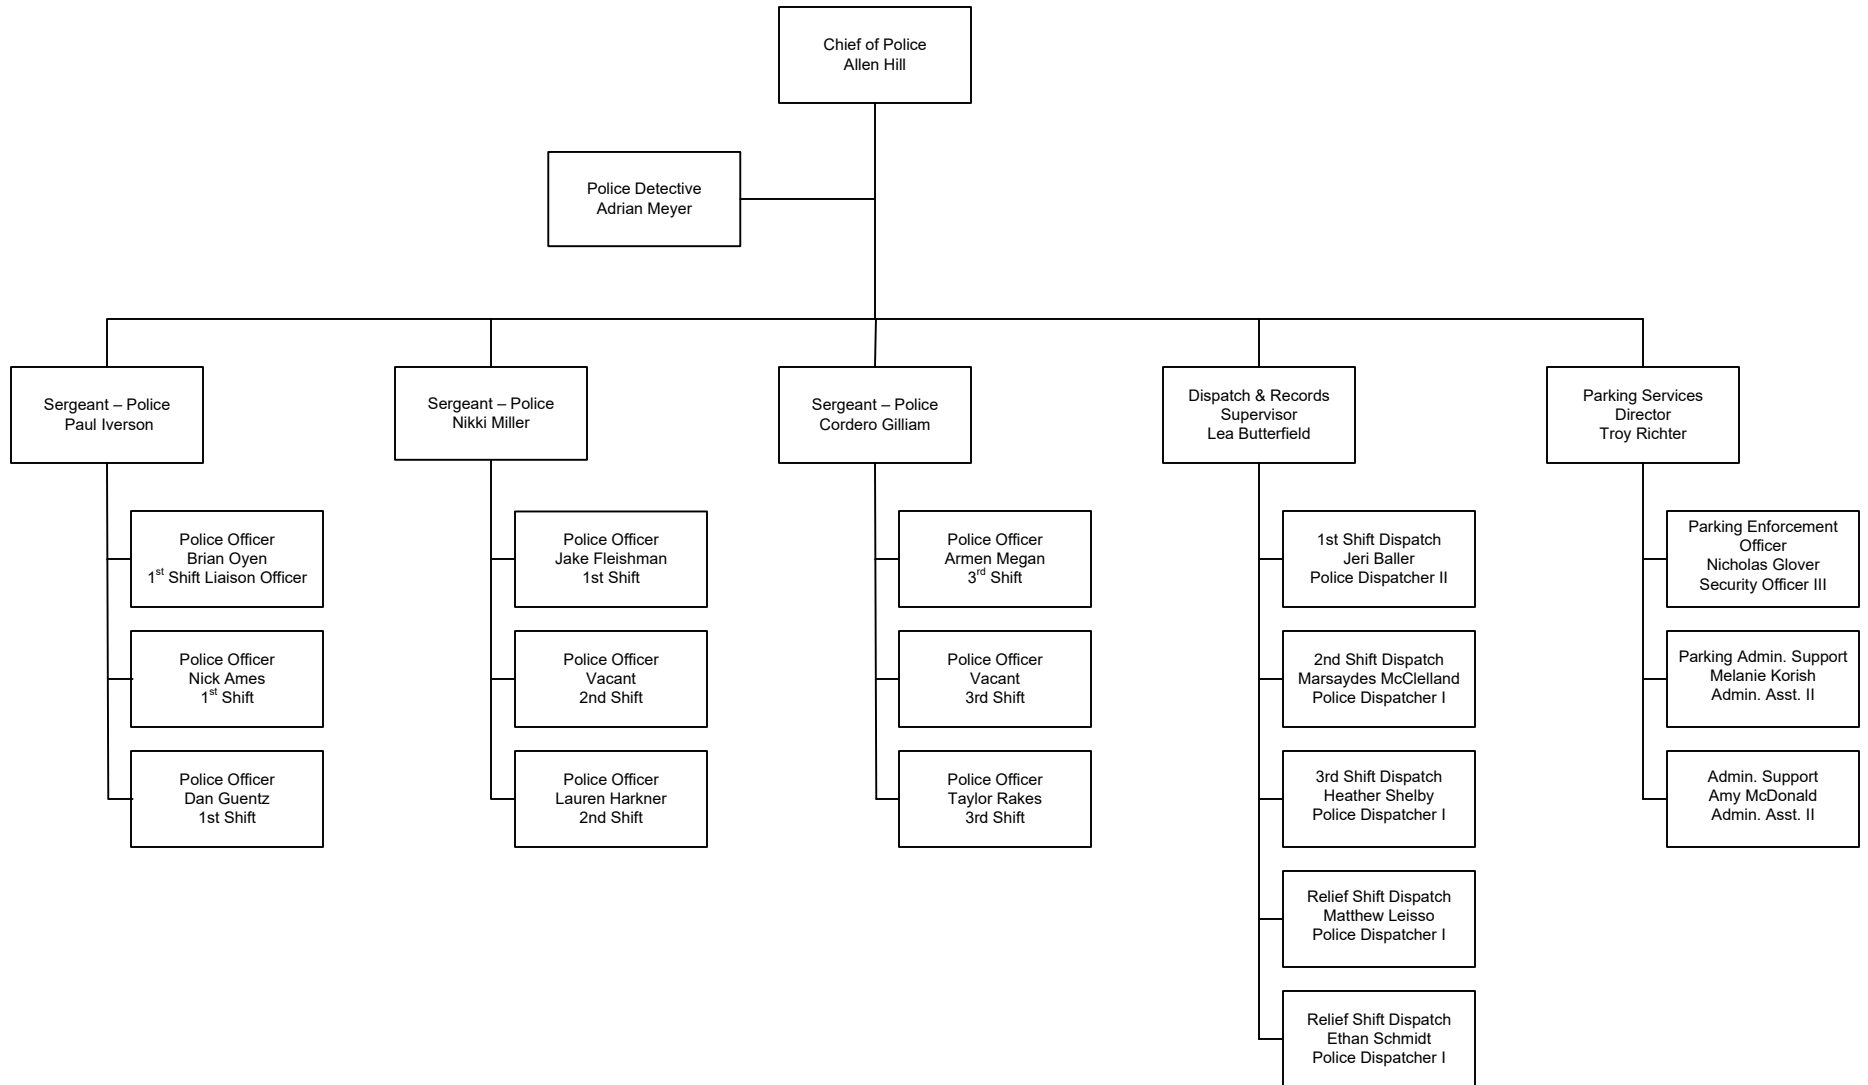 Chief of Police
Allen Hill
Police Detective
Adrian Meyer
Sergeant – Police
Paul Iverson
Sergeant – Police
Nikki Miller
Sergeant – Police
Cordero Gilliam
Dispatch & Records
Supervisor
Lea Butterfield
Parking Services
Director
Troy Richter
Police Officer
Brian Oyen
1st Shift Liaison Officer
Police Officer
Nick Ames
1st Shift
Police Officer
Dan Guentz
1st Shift
Police Officer
Jake Fleishman
1st Shift
Police Officer
Vacant
2nd Shift
Police Officer
Lauren Harkner
2nd Shift
Police Officer
Armen Megan
3rd Shift
Police Officer
Vacant
3rd Shift
Police Officer
Taylor Rakes
3rd Shift
1st Shift Dispatch
Jeri Baller
Police Dispatcher II
2nd Shift Dispatch
Marsaydes McClelland
Police Dispatcher I
3rd Shift Dispatch
Heather Shelby
Police Dispatcher I
Relief Shift Dispatch
Matthew Leisso
Police Dispatcher I
Relief Shift Dispatch
Ethan Schmidt
Police Dispatcher I
Parking Enforcement
Officer
Nicholas Glover
Security Officer III
Parking Admin. Support
Melanie Korish
Admin. Asst. II
Admin. Support
Amy McDonald
Admin. Asst. II